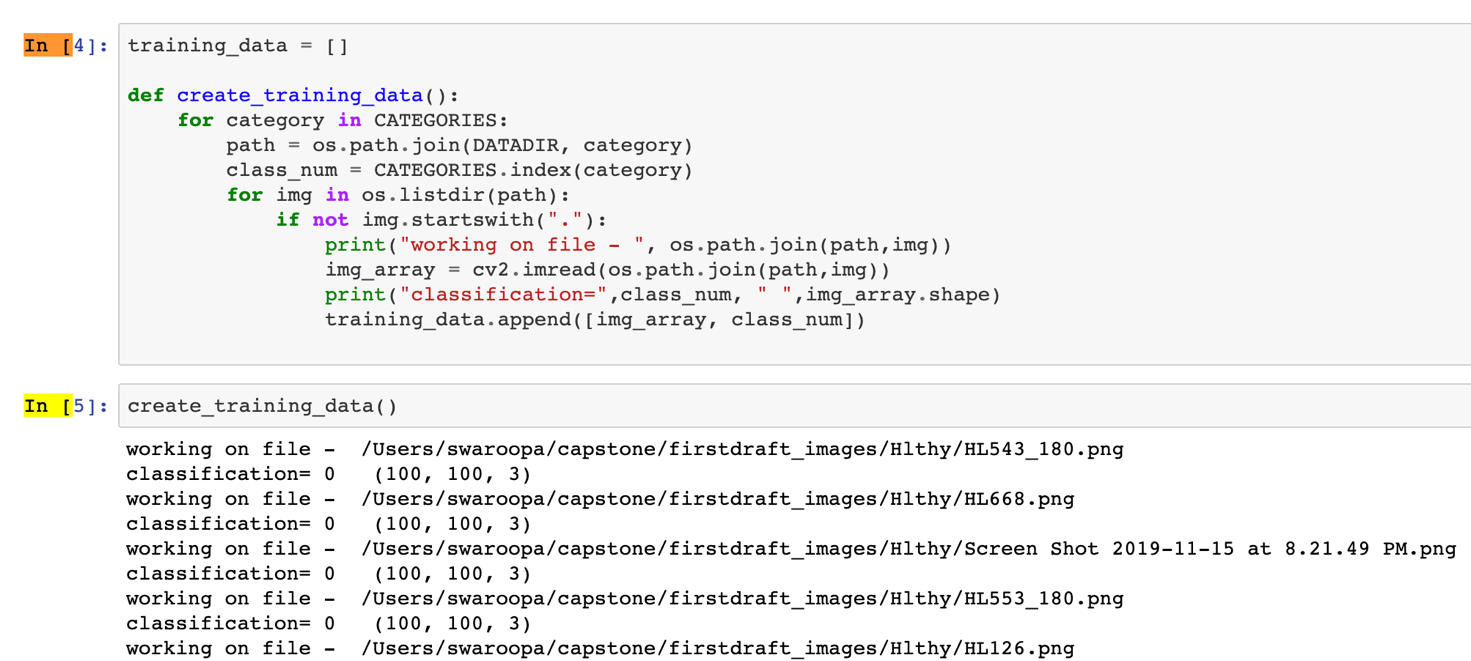 In [4]: training_data = []
def create_training_data():
    for category in CATEGORIES:
        path = os.path.join(DATADIR, category)
        class_num = CATEGORIES.index(category)
        for img in os.listdir(path):
            if not img.startswith("."):
                print("working on file - ", os.path.join(path,img))
                img_array = cv2.imread(os.path.join(path,img))
                print("classification=",class_num, " ",img_array.shape)
                training_data.append([img_array, class_num])
In [5]: create_training_data()
working on file -  /Users/swaroopa/capstone/firstdraft_images/Hlthy/HL543_180.png
classification= 0   (100, 100, 3)
working on file -  /Users/swaroopa/capstone/firstdraft_images/Hlthy/HL668.png
classification= 0   (100, 100, 3)
working on file -  /Users/swaroopa/capstone/firstdraft_images/Hlthy/Screen Shot 2019-11-15 at 8.21.49 PM.png
classification= 0   (100, 100, 3)
working on file -  /Users/swaroopa/capstone/firstdraft_images/Hlthy/HL553_180.png
classification= 0   (100, 100, 3)
working on file -  /Users/swaroopa/capstone/firstdraft_images/Hlthy/HL126.png